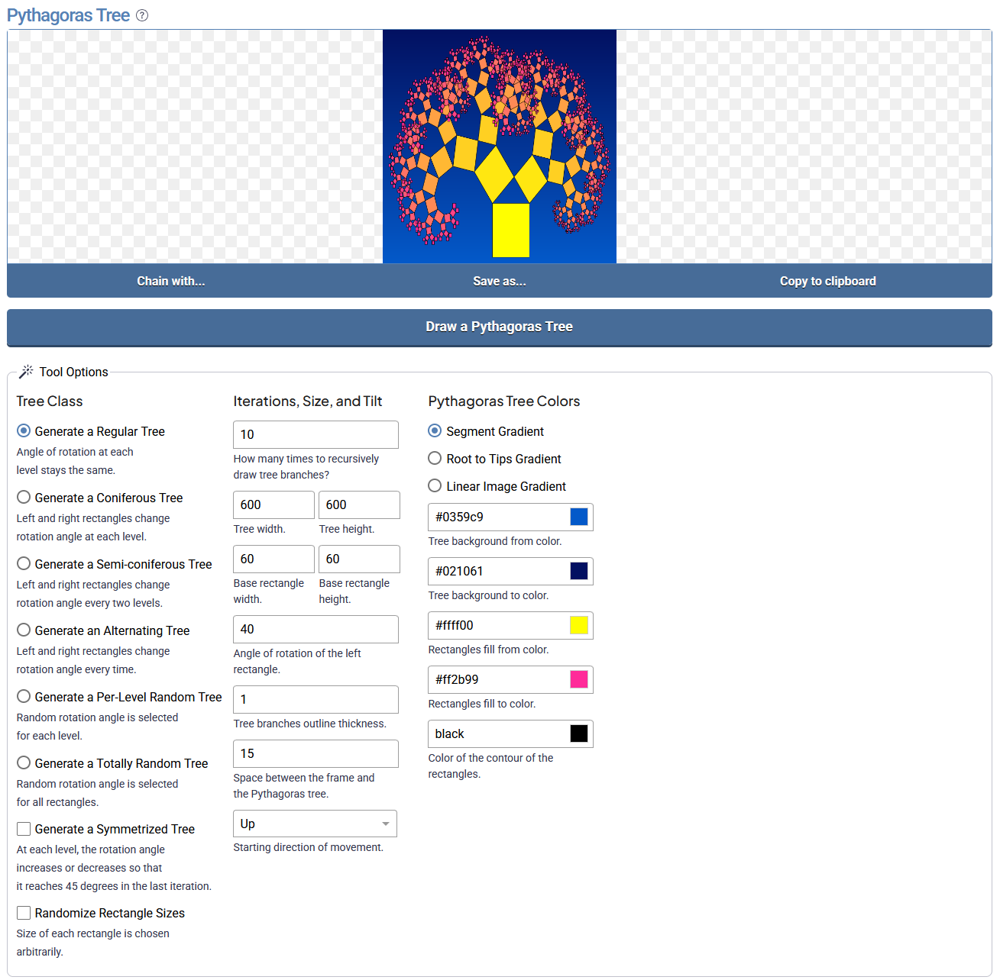 Pythagoras Tree ?
Chain with...
Save as...
Copy to clipboard
Draw a Pythagoras Tree
Tool Options
Tree Class
Generate a Regular Tree
Angle of rotation at each
level stays the same.
Generate a Coniferous Tree
Left and right rectangles change
rotation angle at each level.
Generate a Semi-coniferous Tree
Left and right rectangles change
rotation angle every two levels.
Generate an Alternating Tree
Left and right rectangles change
rotation angle every time.
Generate a Per-Level Random Tree
Random rotation angle is selected
for each level.
Generate a Totally Random Tree
Random rotation angle is selected
for all rectangles.
Generate a Symmetrized Tree
At each level, the rotation angle
increases or decreases so that
it reaches 45 degrees in the last iteration.
Randomize Rectangle Sizes
Size of each rectangle is chosen
arbitrarily.
Iterations, Size, and Tilt
10
How many times to recursively
draw tree branches?
600
Tree width.
600
Tree height.
60
Base rectangle
width.
60
Base rectangle
height.
40
Angle of rotation of the left
rectangle.
1
Tree branches outline thickness.
15
Space between the frame and
the Pythagoras tree.
Up
Starting direction of movement.
Pythagoras Tree Colors
Segment Gradient
Root to Tips Gradient
Linear Image Gradient
#0359c9
Tree background from color.
#021061
Tree background to color.
#ffff00
Rectangles fill from color.
#ff2b99
Rectangles fill to color.
black
Color of the contour of the
rectangles.